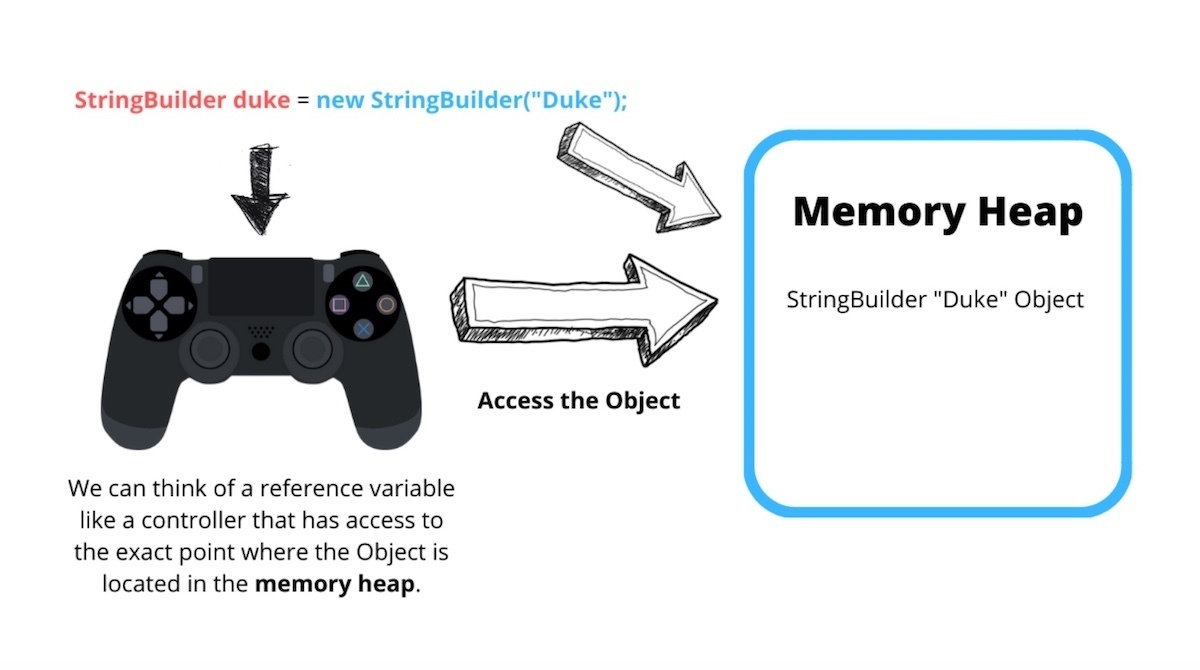 StringBuilder duke = new StringBuilder("Duke");
Memory Heap
StringBuilder "Duke" Object
Access the Object
We can think of a reference variable
like a controller that has access to
the exact point where the Object is
located in the memory heap.